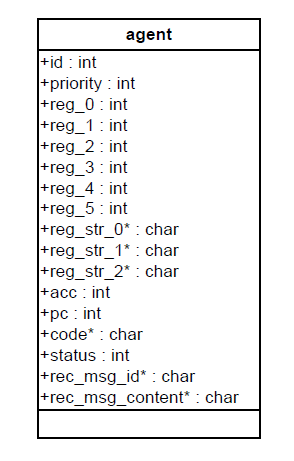 agent
+id : int
+priority : int
+reg_0 : int
+reg_1 : int
+reg_2 : int
+reg_3 : int
+reg_4 : int
+reg_5 : int
+reg_str_0* : char
+reg_str_1* : char
+reg_str_2* : char
+acc : int
+pc : int
+code* : char
+status : int
+rec_msg_id* : char
+rec_msg_content* : char